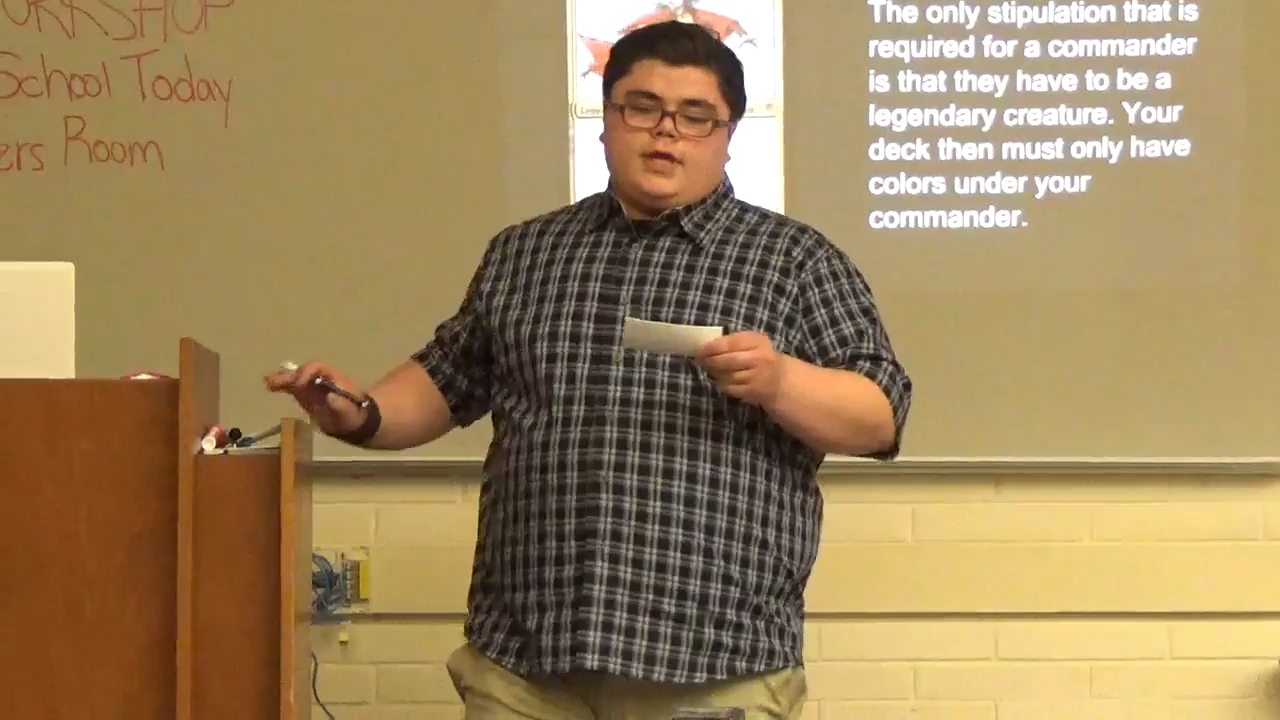 WORKSHOP
School Today
ers Room
The only stipulation that is
required for a commander
is that they have to be a
legendary creature. Your
deck then must only have
colors under your
commander.